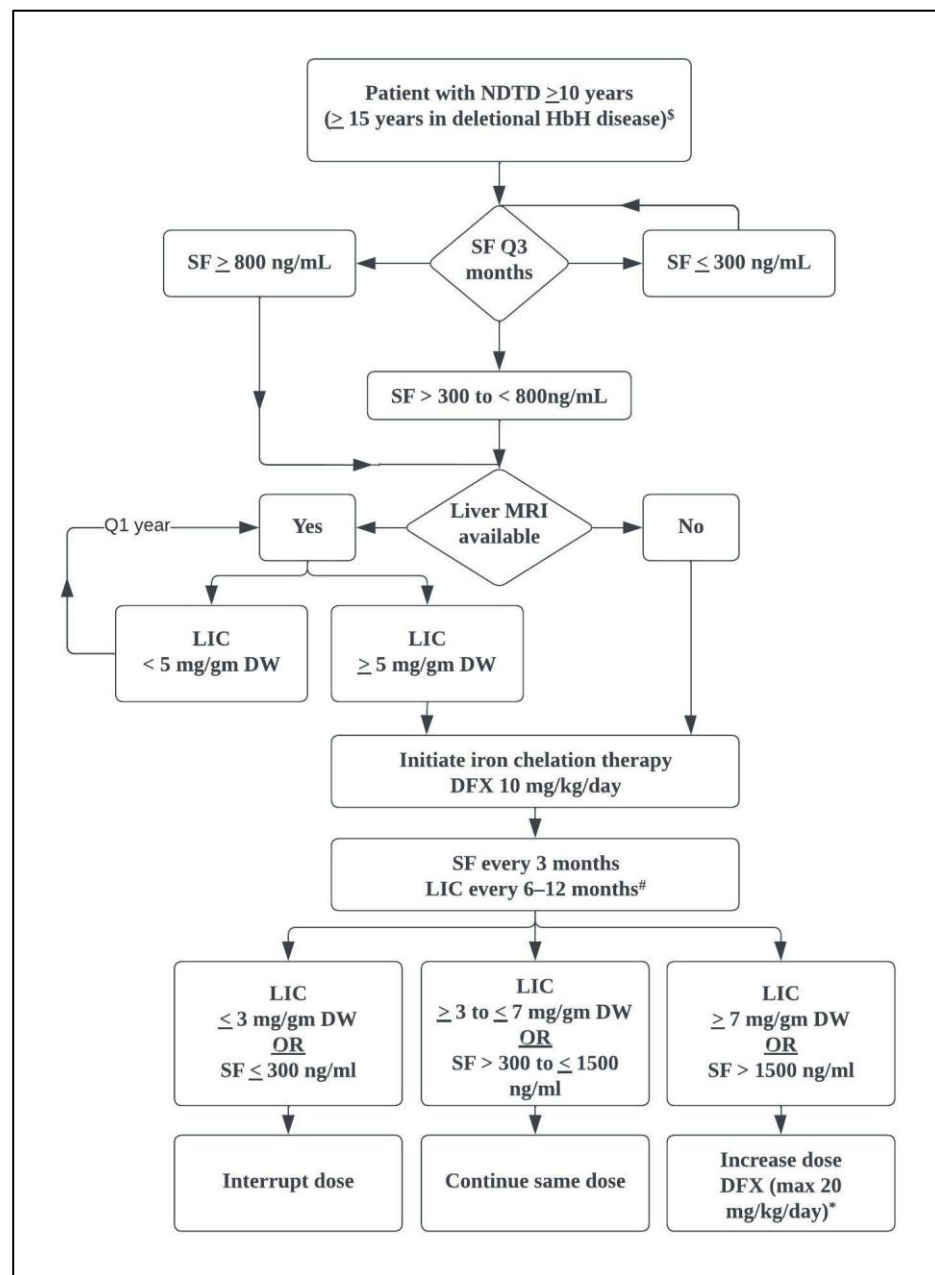 Patient with NDTD ≥10 years
(≥ 15 years in deletional HbH disease)$
SF Q3
months
SF ≥ 800 ng/mL
SF ≤ 300 ng/mL
SF > 300 to < 800ng/mL
Liver MRI
available
Q1 year
Yes
No
LIC
< 5 mg/gm DW
LIC
≥ 5 mg/gm DW
Initiate iron chelation therapy
DFX 10 mg/kg/day
SF every 3 months
LIC every 6–12 months#
LIC
≤ 3 mg/gm DW
OR
SF ≤ 300 ng/ml
LIC
≥ 3 to ≤ 7 mg/gm DW
OR
SF > 300 to ≤ 1500
ng/ml
LIC
≥ 7 mg/gm DW
OR
SF > 1500 ng/ml
Interrupt dose
Continue same dose
Increase dose
DFX (max 20
mg/kg/day)*